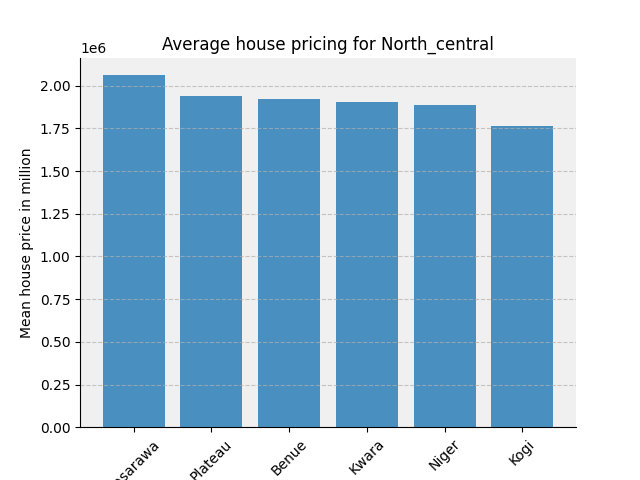 Average house pricing for North_central
1e6
Mean house price in million
2.00
1.75
1.50
1.25
1.00
0.75
0.50
0.25
0.00
Plateau
Benue
Kwara
Niger
Kogi